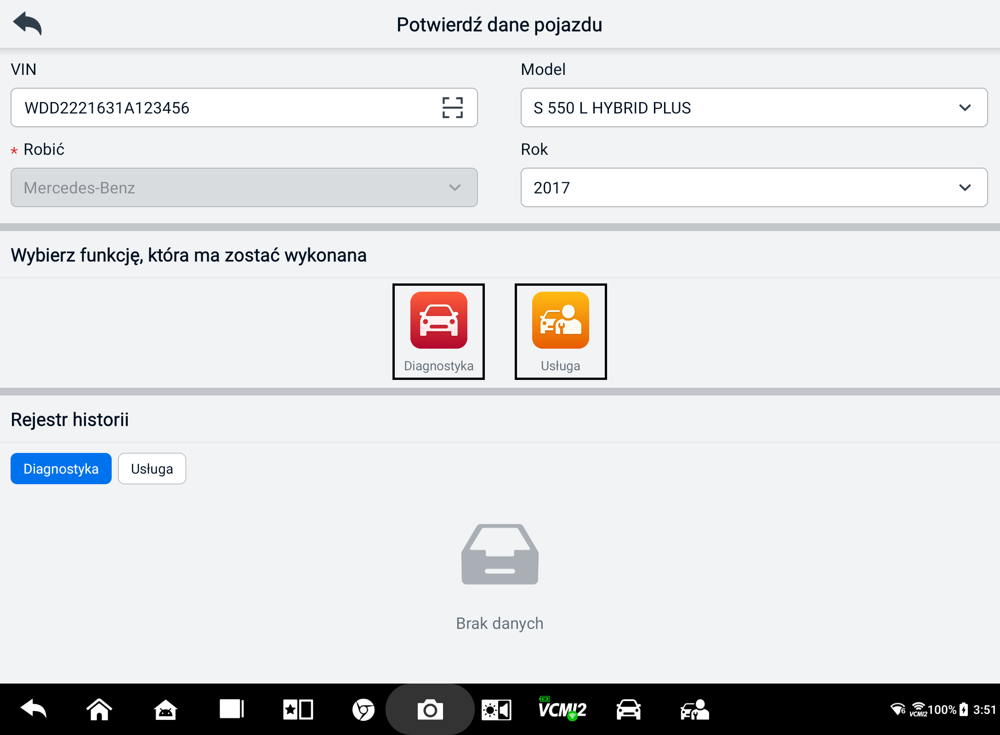 Potwierdź dane pojazdu
VIN
Model
WDD2221631A123456
S 550 L HYBRID PLUS
* Robić
Rok
Mercedes-Benz
2017
Wybierz funkcję, która ma zostać wykonana
Diagnostyka
Usługa
Rejestr historii
Diagnostyka
Usługa
Brak danych
VCMI2
6
VCMI2
100%
3:51